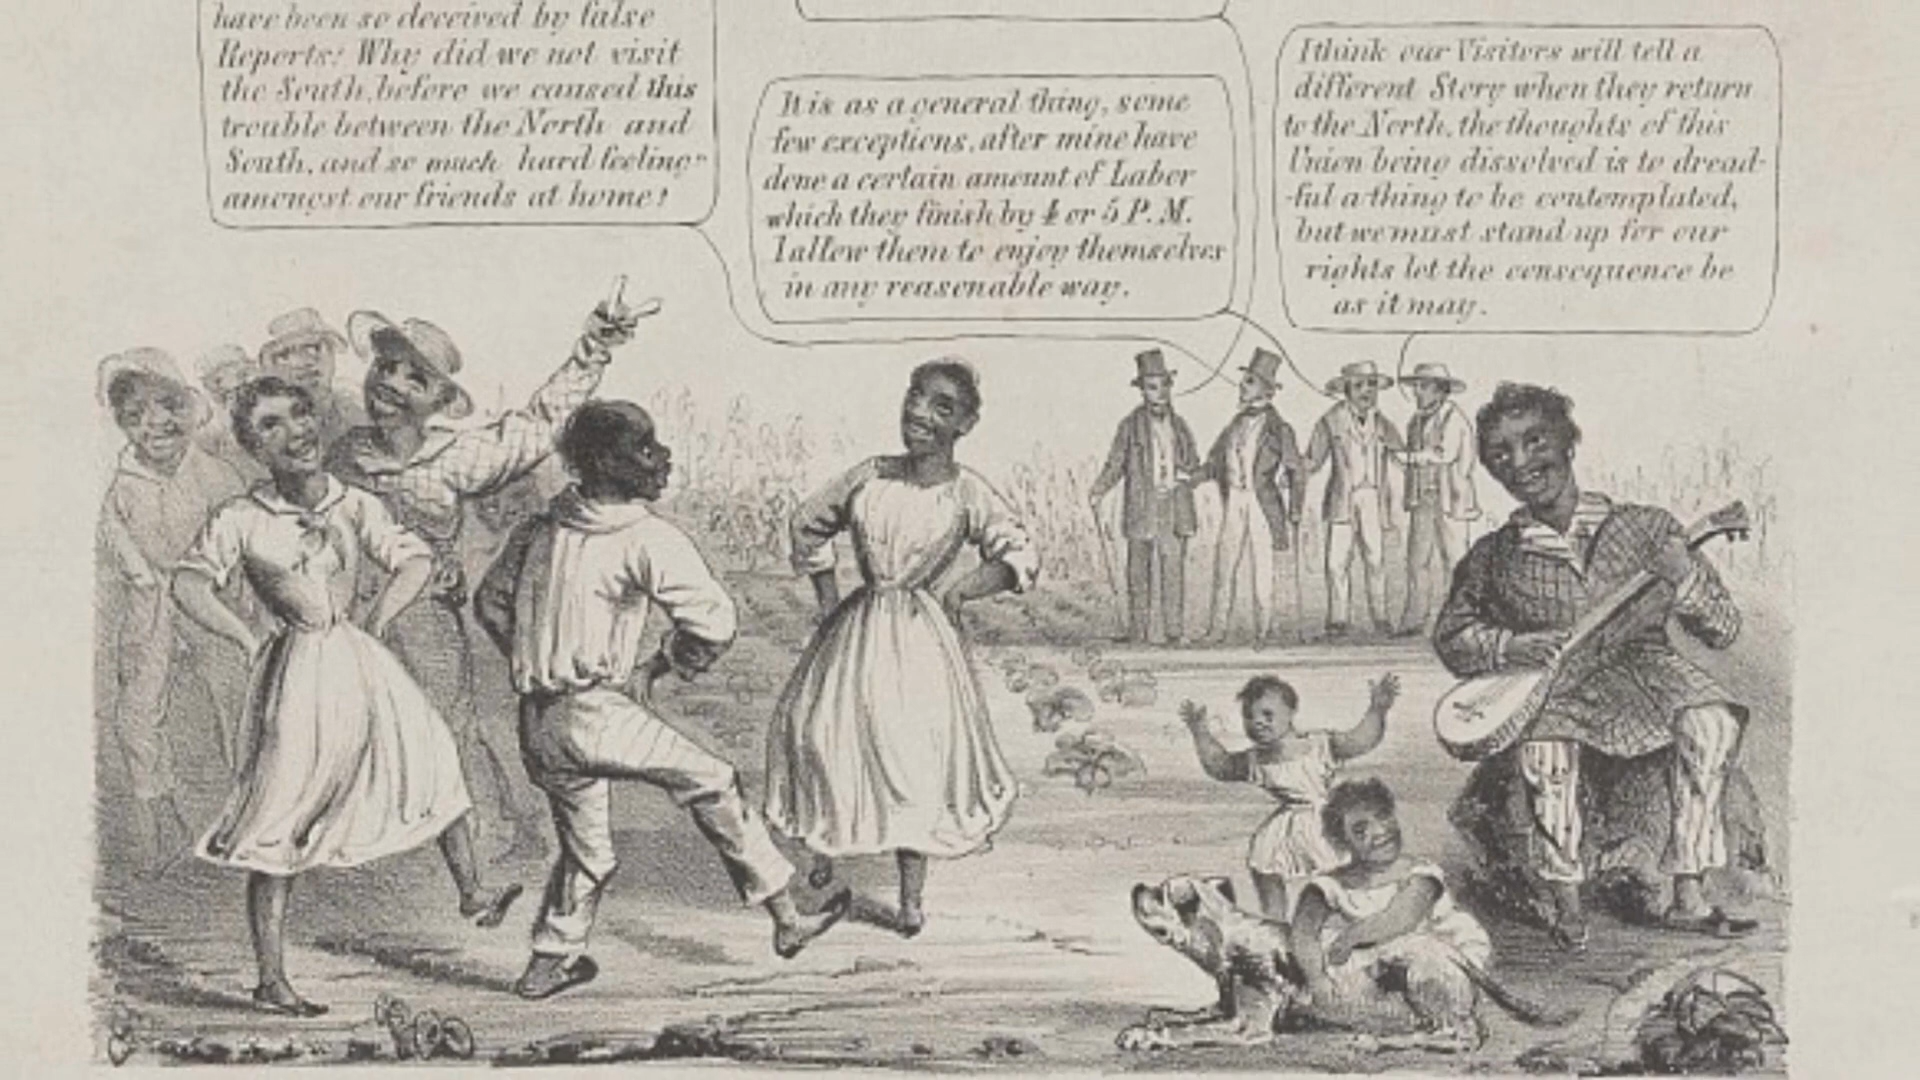 have been so deceived by false
Reports! Why did we not visit
the South, before we caused this
trouble between the North and
South, and so much hard feeling
amongst our friends at home!
It is as a general thing, some
few exceptions, after mine have
done a certain amount of Labor
which they finish by 4 or 5 P. M.
I allow them to enjoy themselves
in any reasonable way.
I think our Visitors will tell a
different Story when they return
to the North, the thoughts of this
Union being dissolved is to dread-
-ful a thing to be contemplated,
but we must stand up for our
rights let the consequence be
as it may.